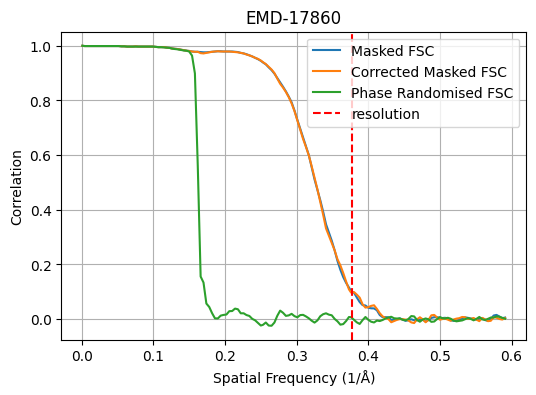 EMD-17860
Masked FSC
Corrected Masked FSC
Phase Randomised FSC
resolution
Correlation
1.0
0.8
0.6
0.4
0.2
0.0
0.0 0.1 0.2 0.3 0.4 0.5 0.6
Spatial Frequency (1/Å)